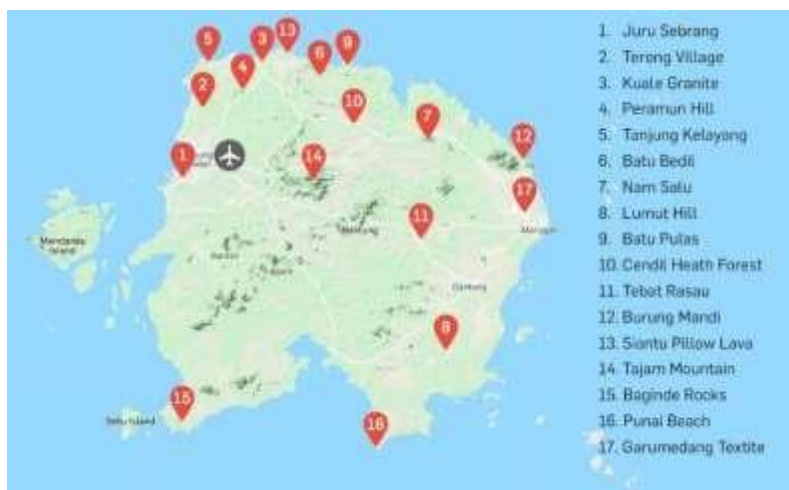 1. Juru Sebrang
2. Terong Village
3. Kuale Granite
4. Peramun Hill
5. Tanjung Kelayang
6. Batu Bedil
7. Nam Salu
8. Lumut Hill
9. Batu Pulas
10. Cendil Heath Forest
11. Tebat Rasau
12. Burung Mandi
13. Siantu Pillow Lava
14. Tajam Mountain
15. Baginde Rocks
16. Punai Beach
17. Garumedang Textite
5
3
13
6
9
4
2
10
7
12
1
14
17
11
Mendanau
Island
Manggar
Gantung
8
15
Seliu Island
16